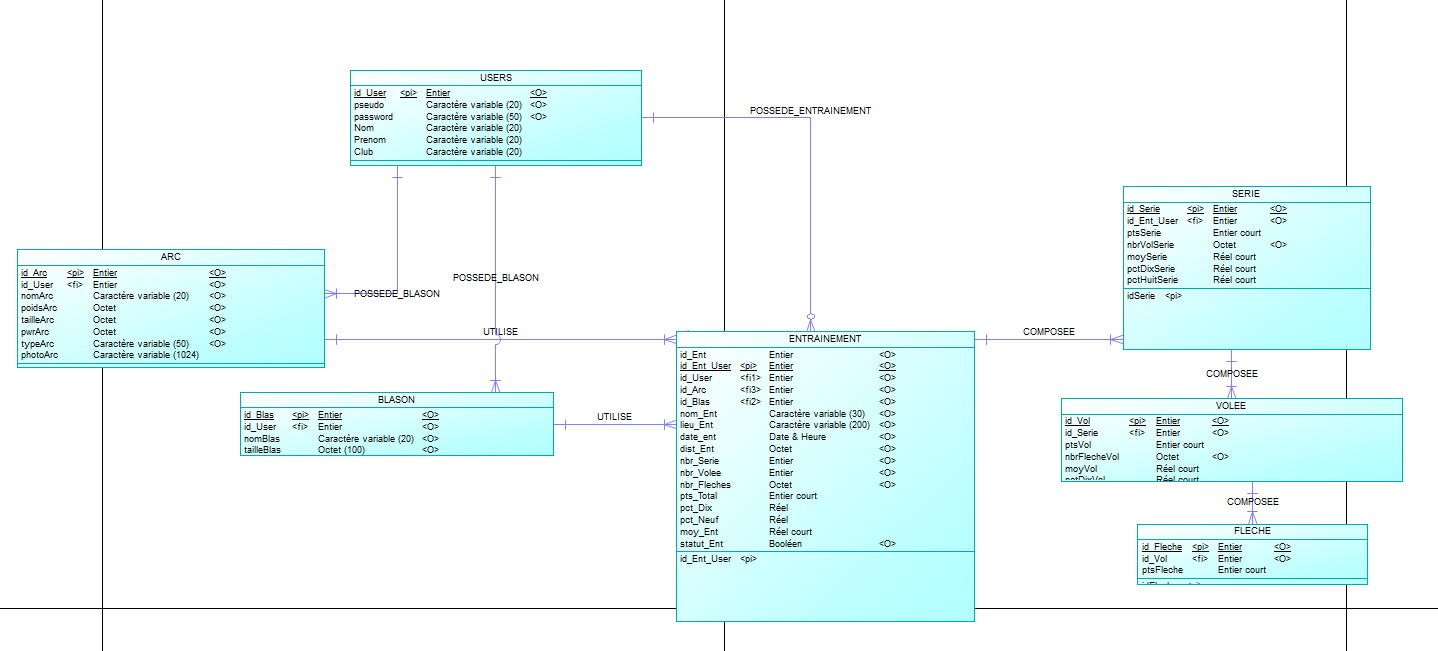 USERS
id_User <pi> Entier <O>
pseudo Caractère variable (20) <O>
password Caractère variable (50) <O>
Nom Caractère variable (20)
Prenom Caractère variable (20)
Club Caractère variable (20)
POSSEDE_ENTRAINEMENT
SERIE
id_Serie <pi> Entier <O>
id_Ent_User <fi> Entier <O>
ptsSerie Entier court
nbrVolSerie Octet <O>
moySerie Réel court
pctDixSerie Réel court
pctHuitSerie Réel court
idSerie <pi>
ARC
id_Arc <pi> Entier <O>
id_User <fi> Entier <O>
nomArc Caractère variable (20) <O>
poidsArc Octet <O>
tailleArc Octet <O>
pwrArc Octet <O>
typeArc Caractère variable (50) <O>
photoArc Caractère variable (1024)
POSSEDE_BLASON
POSSEDE_BLASON
UTILISE
COMPOSEE
ENTRAINEMENT
id_Ent Entier <O>
id_Ent_User <pi> Entier <O>
id_User <fi1> Entier <O>
id_Arc <fi3> Entier <O>
id_Blas <fi2> Entier <O>
nom_Ent Caractère variable (30) <O>
lieu_Ent Caractère variable (200) <O>
date_ent Date & Heure <O>
dist_Ent Octet <O>
nbr_Serie Entier <O>
nbr_Volee Entier <O>
nbr_Fleches Octet <O>
pts_Total Entier court
pct_Dix Réel
pct_Neuf Réel
moy_Ent Réel court
statut_Ent Booléen <O>
id_Ent_User <pi>
BLASON
id_Blas <pi> Entier <O>
id_User <fi> Entier <O>
nomBlas Caractère variable (20) <O>
tailleBlas Octet (100) <O>
UTILISE
COMPOSEE
VOLEE
id_Vol <pi> Entier <O>
id_Serie <fi> Entier <O>
ptsVol Entier court
nbrFlecheVol Octet <O>
moyVol Réel court
pctDixVol Réel court
COMPOSEE
FLECHE
id_Fleche <pi> Entier <O>
id_Vol <fi> Entier <O>
ptsFleche Entier court